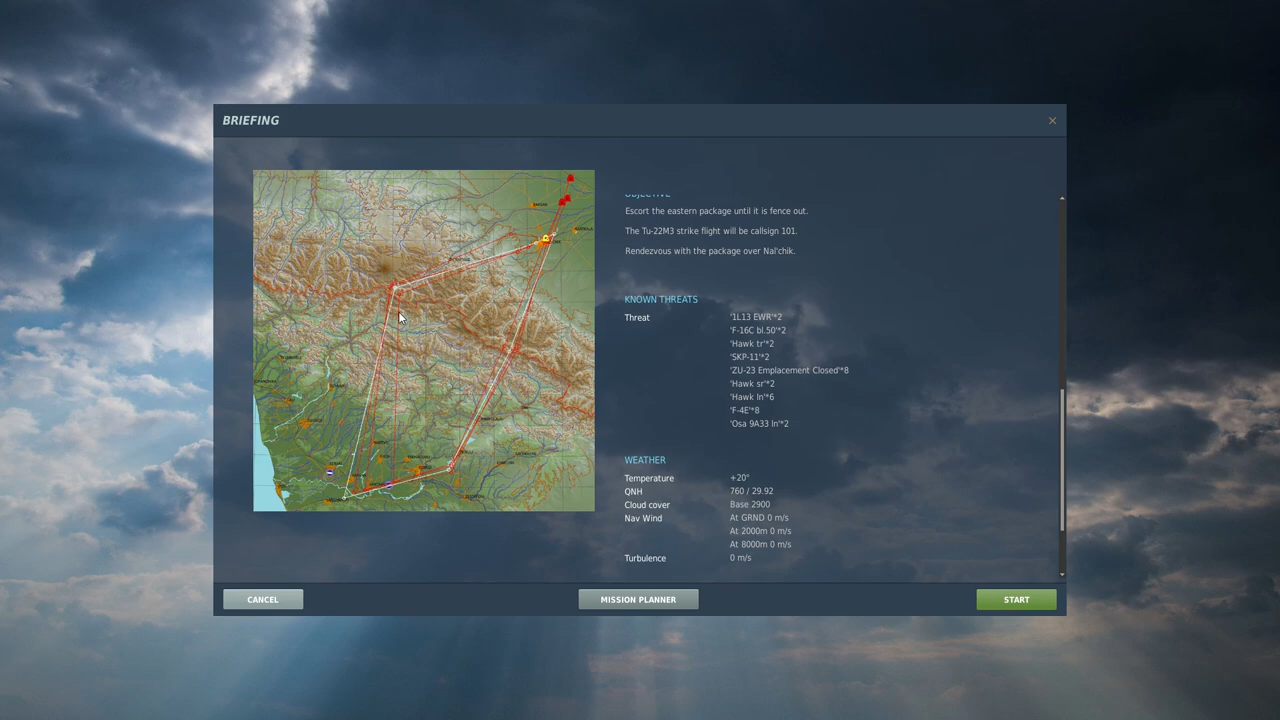 BRIEFING
OBJECTIVE
Escort the eastern package until it is fence out.
The Tu-22M3 strike flight will be callsign 101.
Rendezvous with the package over Nal'chik.
KNOWN THREATS
Threat '1L13 EWR'*2
'F-16C bl.50'*2
'Hawk tr'*2
'SKP-11'*2
'ZU-23 Emplacement Closed'*8
'Hawk sr'*2
'Hawk ln'*6
'F-4E'*8
'Osa 9A33 ln'*2
WEATHER
Temperature +20°
QNH 760 / 29.92
Cloud cover Base 2900
Nav Wind At GRND 0 m/s
At 2000m 0 m/s
At 8000m 0 m/s
Turbulence 0 m/s
CANCEL MISSION PLANNER START